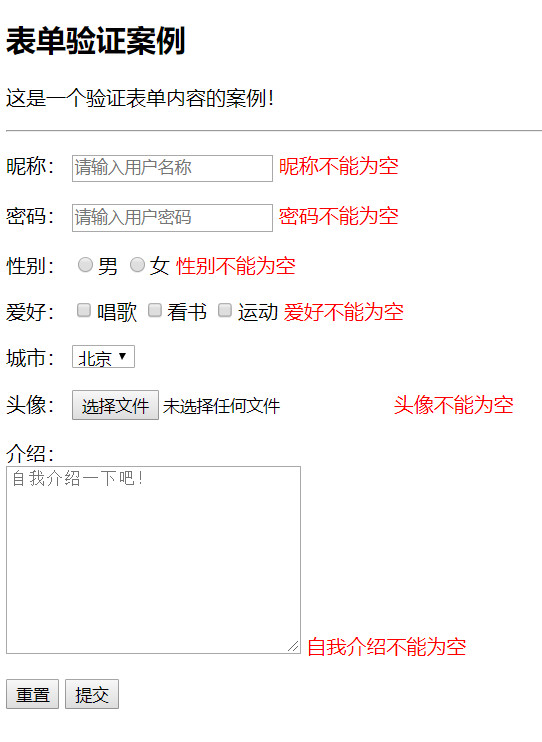 表单验证案例
这是一个验证表单内容的案例！
昵称： 请输入用户名称 昵称不能为空
密码： 请输入用户密码 密码不能为空
性别： 男 女 性别不能为空
爱好： 唱歌 看书 运动 爱好不能为空
城市： 北京
头像： 选择文件 未选择任何文件 头像不能为空
介绍：
自我介绍一下吧！
自我介绍不能为空
重置 提交